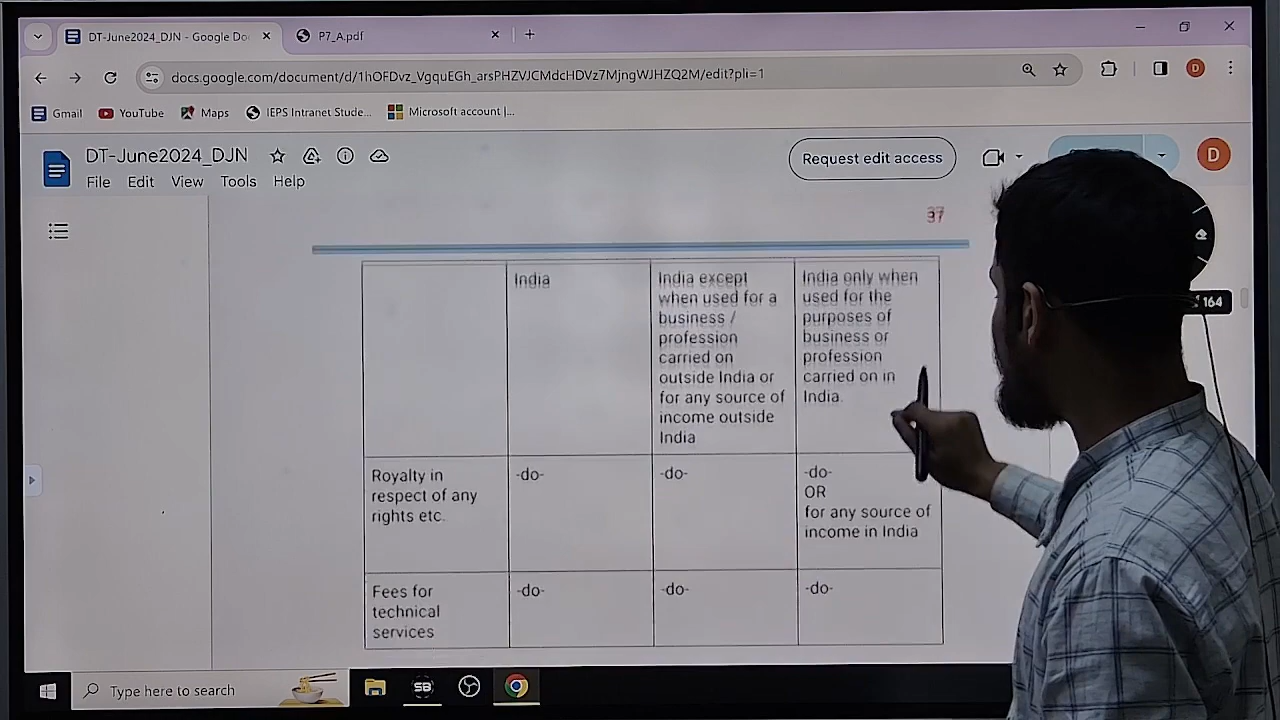 DT-June2024_DJN - Google Do
P7_A.pdf
docs.google.com/document/d/1hOFDvz_VgquEGh_arsPHZVJCMdcHDVz7MjngWJHZQ2M/edit?pli=1
D
Gmail
YouTube
Maps
IEPS Intranet Stude...
Microsoft account |...
DT-June2024_DJN
Request edit access
D
File Edit View Tools Help
37
164
India
India except
when used for a
business /
profession
carried on
outside India or
for any source of
income outside
India
India only when
used for the
purposes of
business or
profession
carried on in
India.
Royalty in
respect of any
rights etc.
-do-
-do-
-do-
OR
for any source of
income in India
Fees for
technical
services
-do-
-do-
-do-
Type here to search
SB